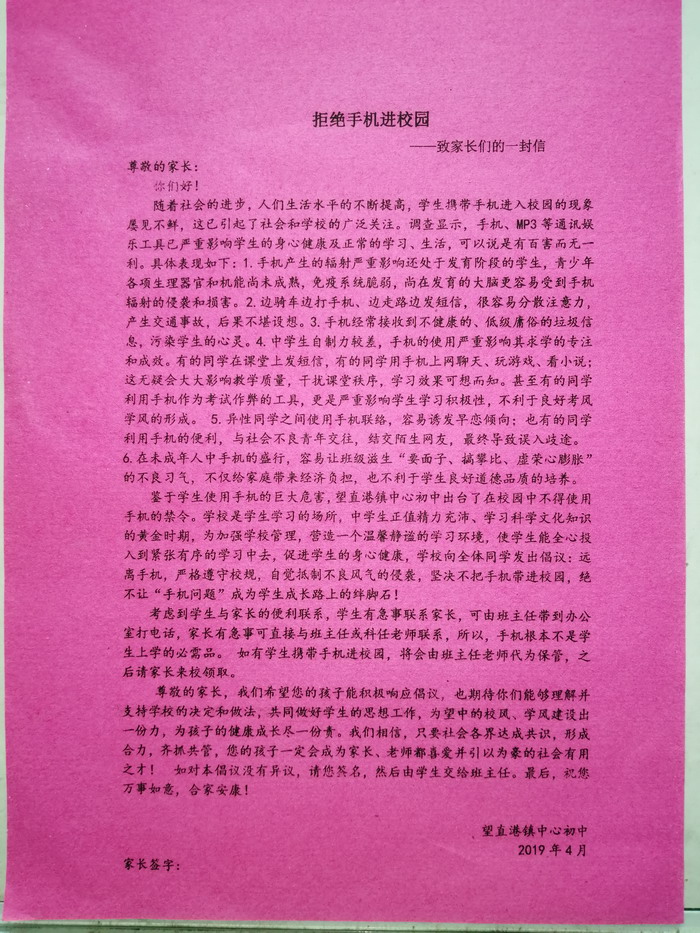 拒绝手机进校园
——致家长们的一封信
尊敬的家长：
你们好！
随着社会的进步，人们生活水平的不断提高，学生携带手机进入校园的现象
屡见不鲜，这已引起了社会和学校的广泛关注。调查显示，手机、MP3 等通讯娱
乐工具已严重影响学生的身心健康及正常的学习、生活，可以说是有百害而无一
利。具体表现如下：1.手机产生的辐射严重影响还处于发育阶段的学生，青少年
各项生理器官和机能尚未成熟，免疫系统脆弱，尚在发育的大脑更容易受到手机
辐射的侵袭和损害。2.边骑车边打手机、边走路边发短信，很容易分散注意力，
产生交通事故，后果不堪设想。3.手机经常接收到不健康的、低级庸俗的垃圾信
息，污染学生的心灵。4.中学生自制力较差，手机的使用严重影响其求学的专注
和成效。有的同学在课堂上发短信，有的同学用手机上网聊天、玩游戏、看小说；
这无疑会大大影响教学质量，干扰课堂秩序，学习效果可想而知。甚至有的同学
利用手机作为考试作弊的工具，更是严重影响学生学习积极性，不利于良好考风
学风的形成。 5.异性同学之间使用手机联络，容易诱发早恋倾向；也有的同学
利用手机的便利，与社会不良青年交往，结交陌生网友，最终导致误入歧途。
6.在未成年人中手机的盛行，容易让班级滋生“要面子、搞攀比、虚荣心膨胀”
的不良习气，不仅给家庭带来经济负担，也不利于学生良好道德品质的培养。
鉴于学生使用手机的巨大危害，望直港镇中心初中出台了在校园中不得使用
手机的禁令。学校是学生学习的场所，中学生正值精力充沛、学习科学文化知识
的黄金时期，为加强学校管理，营造一个温馨静谧的学习环境，使学生能全心投
入到紧张有序的学习中去，促进学生的身心健康，学校向全体同学发出倡议：远
离手机，严格遵守校规，自觉抵制不良风气的侵袭，坚决不把手机带进校园，绝
不让“手机问题”成为学生成长路上的绊脚石！
考虑到学生与家长的便利联系，学生有急事联系家长，可由班主任带到办公
室打电话，家长有急事可直接与班主任或科任老师联系，所以，手机根本不是学
生上学的必需品。 如有学生携带手机进校园，将会由班主任老师代为保管，之
后请家长来校领取。
尊敬的家长，我们希望您的孩子能积极响应倡议，也期待你们能够理解并
支持学校的决定和做法，共同做好学生的思想工作，为望中的校风、学风建设出
一份力，为孩子的健康成长尽一份责。我们相信，只要社会各界达成共识，形成
合力，齐抓共管，您的孩子一定会成为家长、老师都喜爱并引以为豪的社会有用
之才！ 如对本倡议没有异议，请您签名，然后由学生交给班主任。最后，祝您
万事如意，合家安康！
望直港镇中心初中
2019 年 4 月
家长签字：